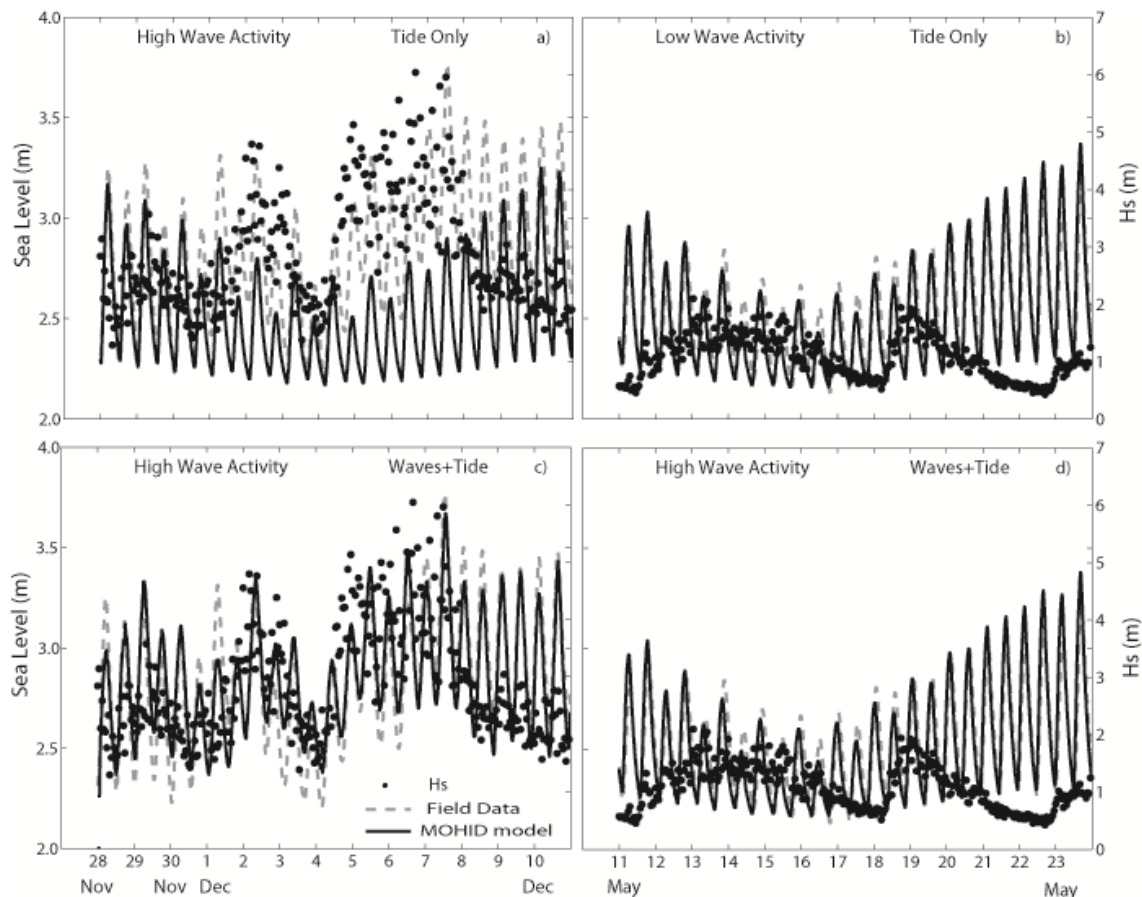 High Wave Activity Tide Only a)
Low Wave Activity Tide Only b)
4.0
3.5
3.0
2.5
2.0
Sea Level (m)
7
6
5
4
3
2
1
0
Hs (m)
High Wave Activity Waves+Tide c)
High Wave Activity Waves+Tide d)
4.0
3.5
3.0
2.5
2.0
Sea Level (m)
7
6
5
4
3
2
1
0
Hs (m)
Hs
Field Data
MOHID model
28 29 30 1 2 3 4 5 6 7 8 9 10
Nov Nov Dec Dec
11 12 13 14 15 16 17 18 19 20 21 22 23
May May